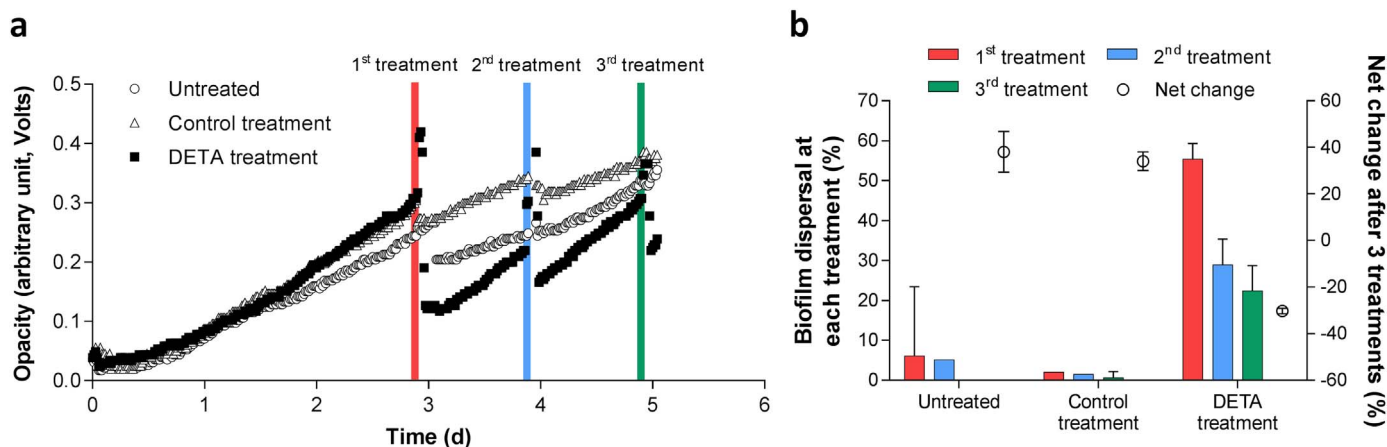 a
1st treatment 2nd treatment 3rd treatment
Untreated
Control treatment
DETA treatment
Opacity (arbitrary unit, Volts)
0.5
0.4
0.3
0.2
0.1
0.0
0 1 2 3 4 5 6
Time (d)
b
1st treatment 2nd treatment
3rd treatment Net change
Biofilm dispersal at
each treatment (%)
70
60
50
40
30
20
10
0
Untreated Control DETA
treatment treatment
60
40
20
0
-20
-40
-60
Net change after 3 treatments (%)